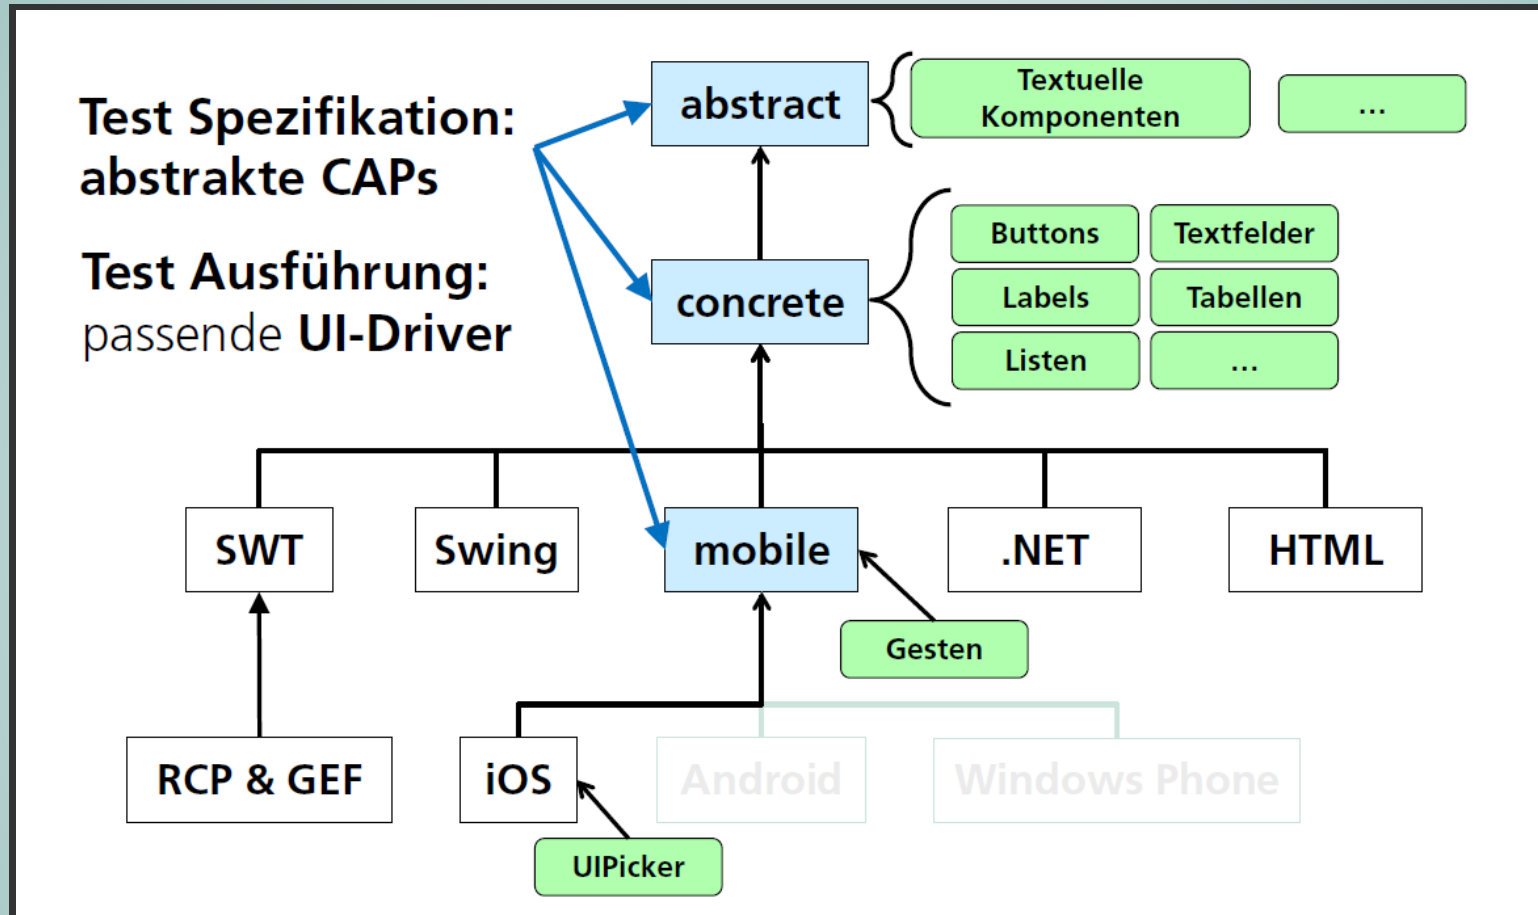 Test Spezifikation:
abstrakte CAPs
Test Ausführung:
passende UI-Driver
abstract
Textuelle
Komponenten
...
concrete
Buttons
Textfelder
Labels
Tabellen
Listen
...
SWT
Swing
mobile
.NET
HTML
Gesten
RCP & GEF
iOS
Android
Windows Phone
UIPicker